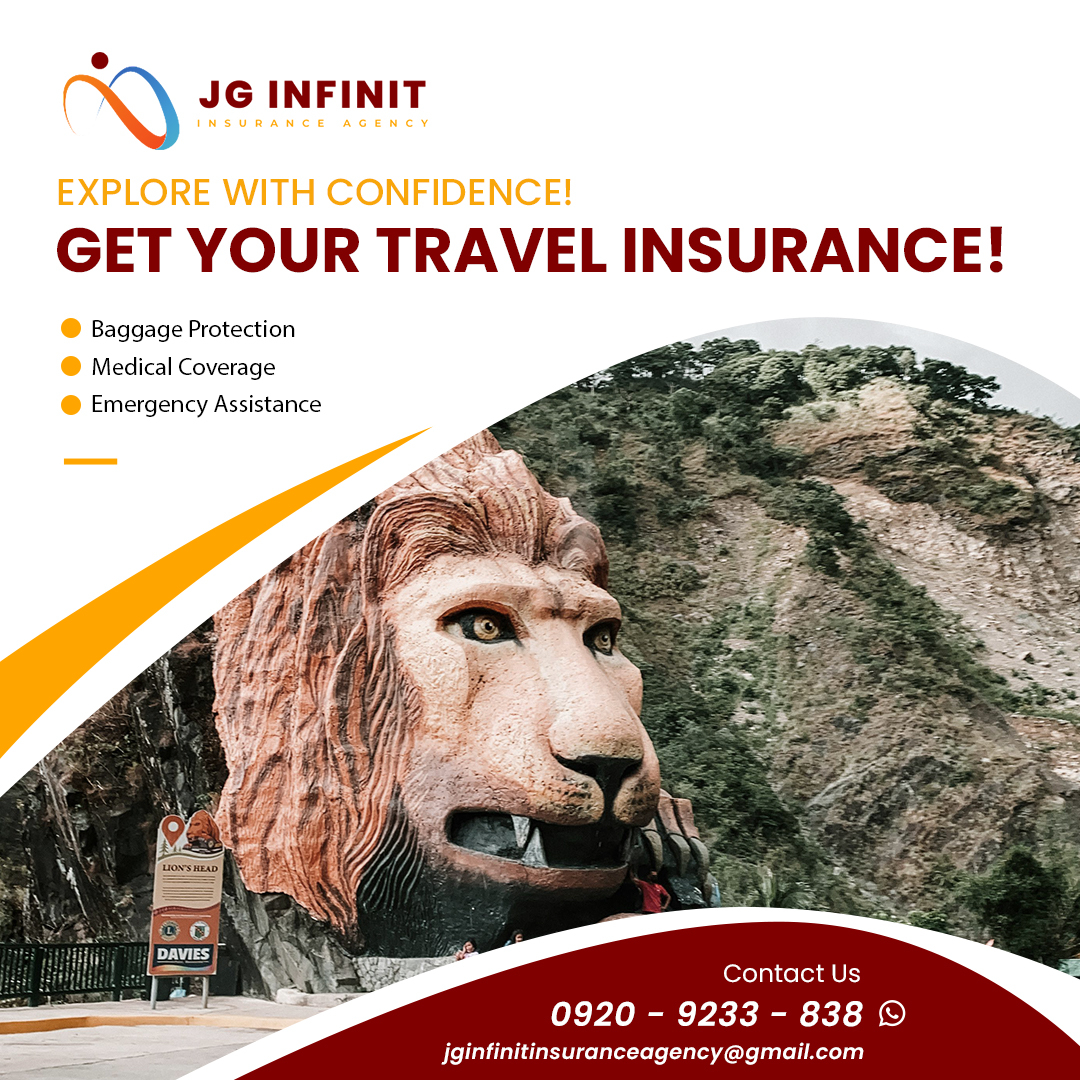 JG INFINIT
INSURANCE AGENCY
EXPLORE WITH CONFIDENCE!
GET YOUR TRAVEL INSURANCE!
Baggage Protection
Medical Coverage
Emergency Assistance
LION'S HEAD
DAVIES
Contact Us
0920 - 9233 - 838
jginfinitinsuranceagency@gmail.com